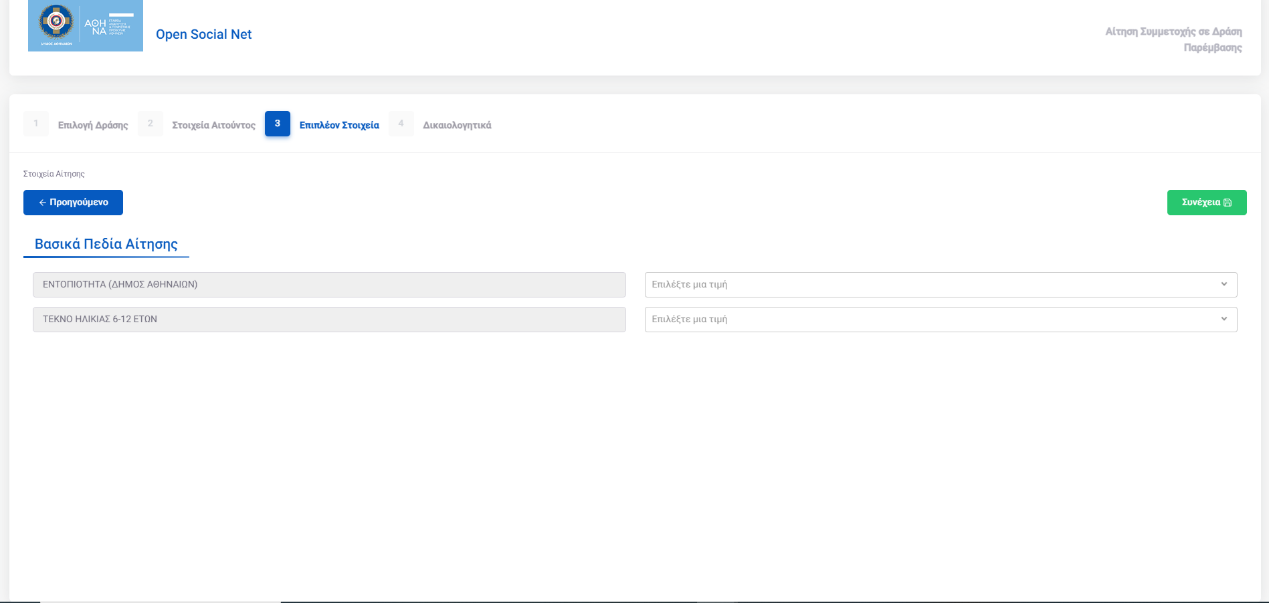 ΑΘΗ
ΝΑ
Open Social Net
Αίτηση Συμμετοχής σε Δράση
Παρέμβασης
1 Επιλογή Δράσης 2 Στοιχεία Αιτούντος 3 Επιπλέον Στοιχεία 4 Δικαιολογητικά
Στοιχεία Αίτησης
← Προηγούμενο
Συνέχεια
Βασικά Πεδία Αίτησης
ΕΝΤΟΠΙΟΤΗΤΑ (ΔΗΜΟΣ ΑΘΗΝΑΙΩΝ) Επιλέξτε μια τιμή
ΤΕΚΝΟ ΗΛΙΚΙΑΣ 6-12 ΕΤΩΝ Επιλέξτε μια τιμή